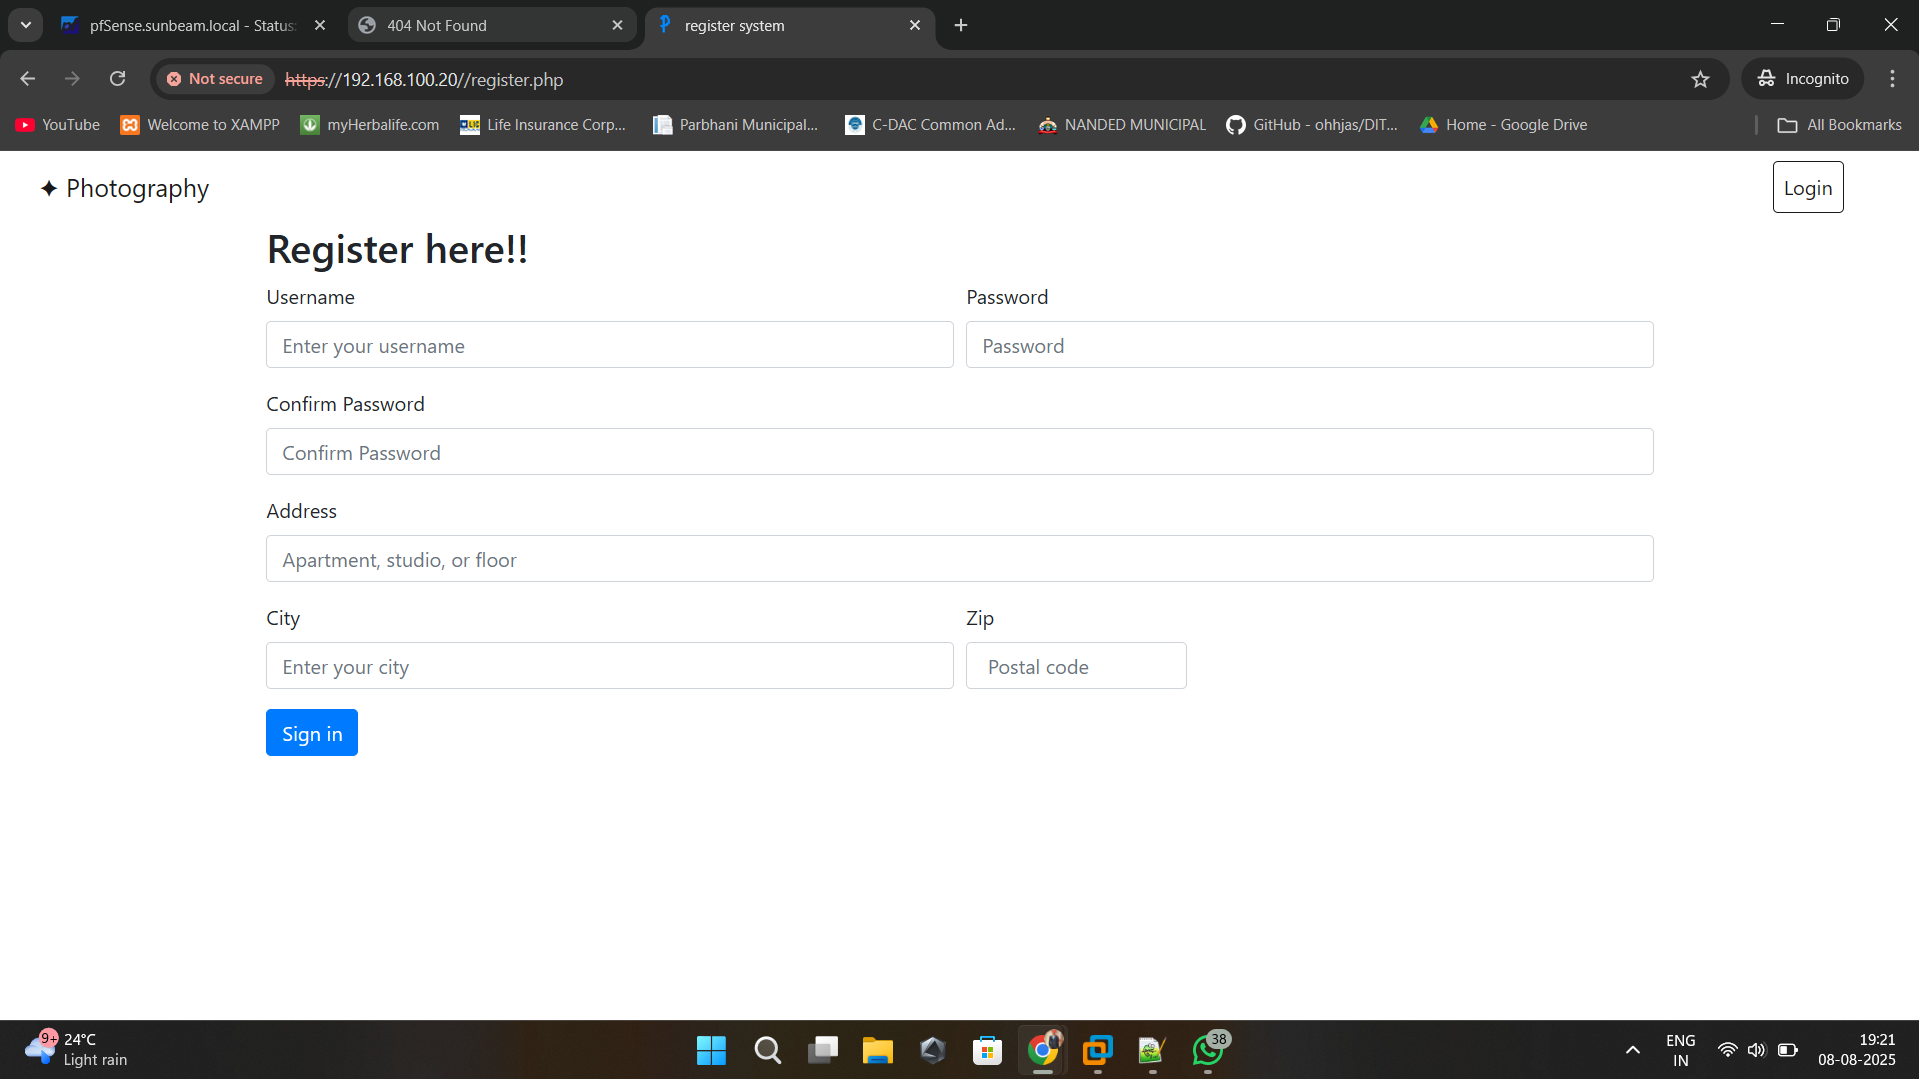 pfSense.sunbeam.local - Status:
404 Not Found
register system
Not secure
https://192.168.100.20//register.php
Incognito
YouTube
Welcome to XAMPP
myHerbalife.com
Life Insurance Corp...
Parbhani Municipal...
C-DAC Common Ad...
NANDED MUNICIPAL
GitHub - ohhjas/DIT...
Home - Google Drive
All Bookmarks
✦ Photography
Login
Register here!!
Username
Password
Enter your username
Password
Confirm Password
Confirm Password
Address
Apartment, studio, or floor
City
Zip
Enter your city
Postal code
Sign in
9+
24°C
Light rain
38
ENG
IN
19:21
08-08-2025